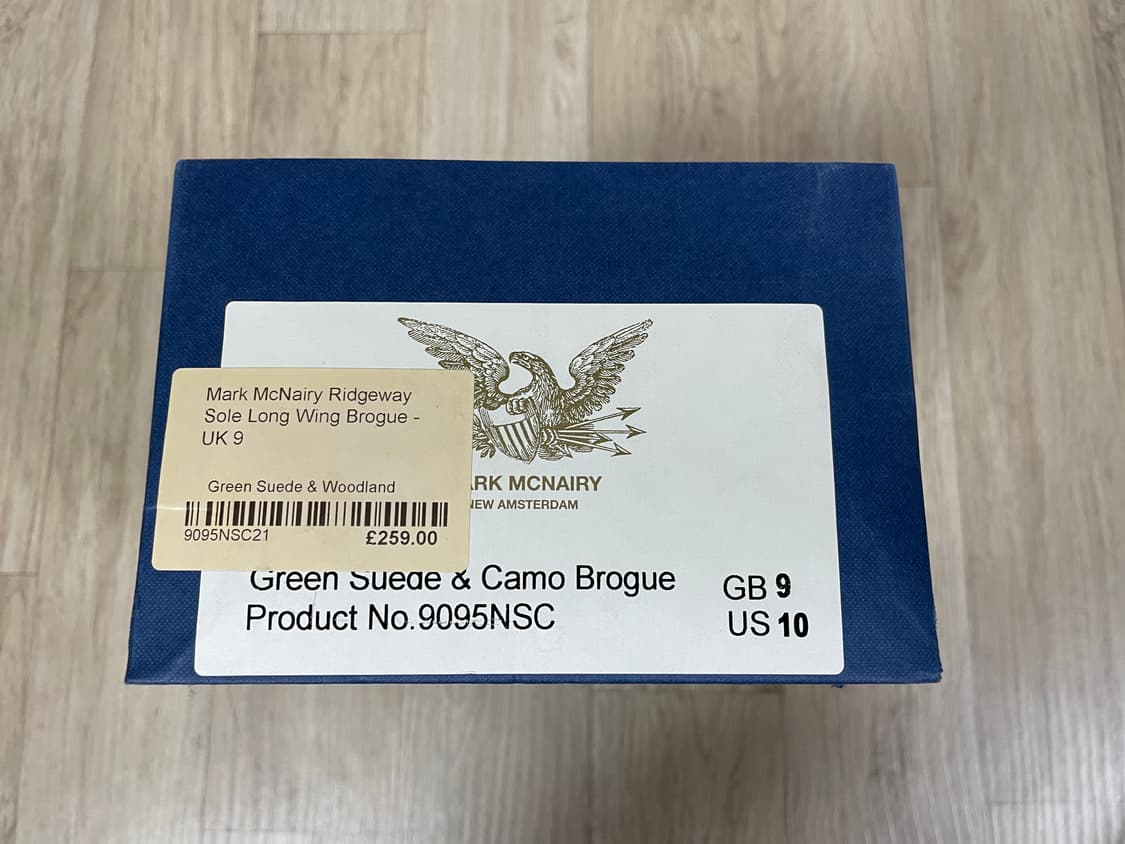 Mark McNairy Ridgeway
Sole Long Wing Brogue -
UK 9
Green Suede & Woodland
9095NSC21 £259.00
ARK MCNAIRY
NEW AMSTERDAM
Green Suede & Camo Brogue
Product No.9095NSC
GB 9
US 10